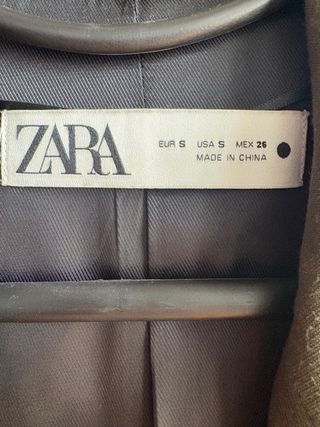 ZARA
EUR S USA S MEX 26
MADE IN CHINA